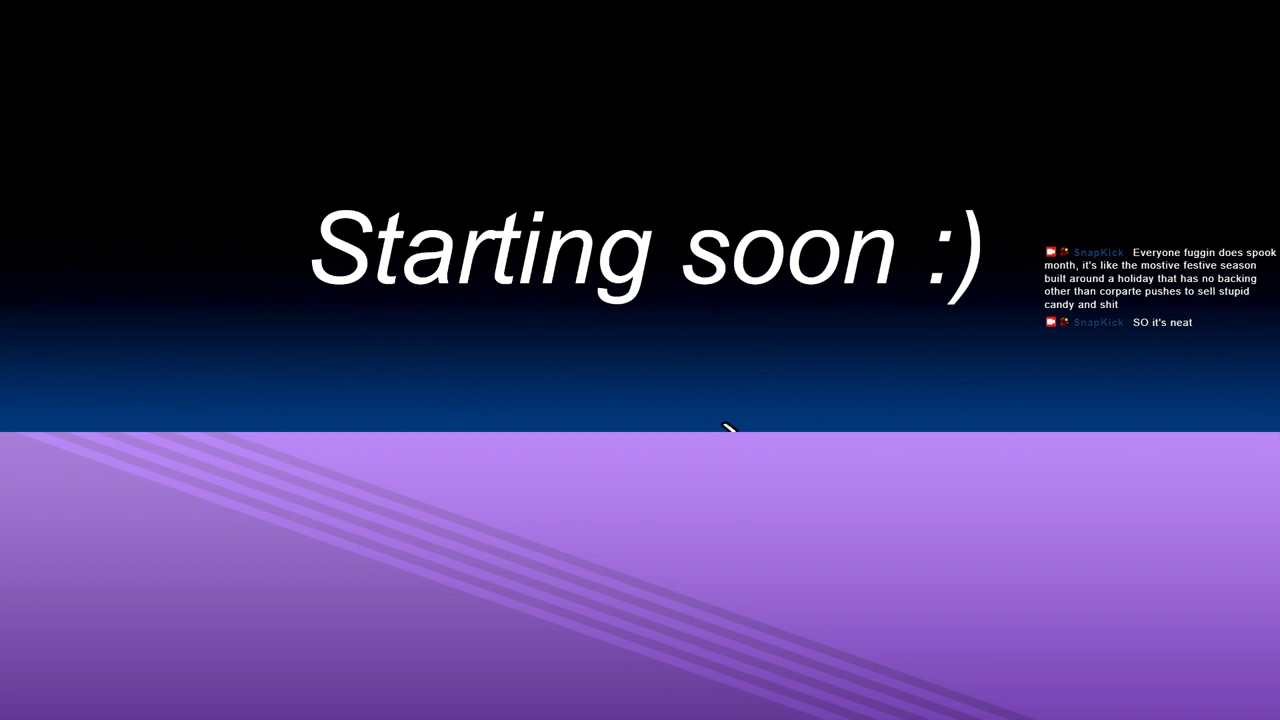 Starting soon :)
SnapKick Everyone fuggin does spook
month, it's like the mostive festive season
built around a holiday that has no backing
other than corparte pushes to sell stupid
candy and shit
SnapKick SO it's neat